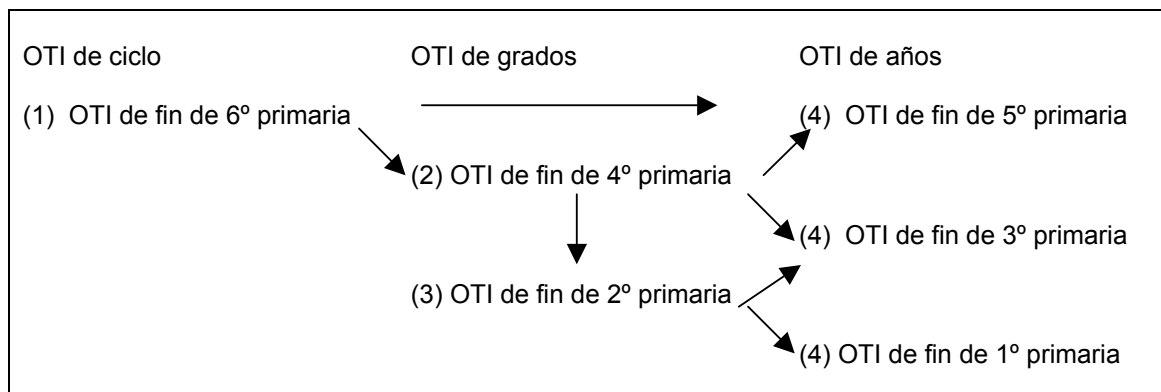 OTI de ciclo OTI de grados OTI de años
(1) OTI de fin de 6º primaria (4) OTI de fin de 5º primaria
(2) OTI de fin de 4º primaria
(4) OTI de fin de 3º primaria
(3) OTI de fin de 2º primaria
(4) OTI de fin de 1º primaria